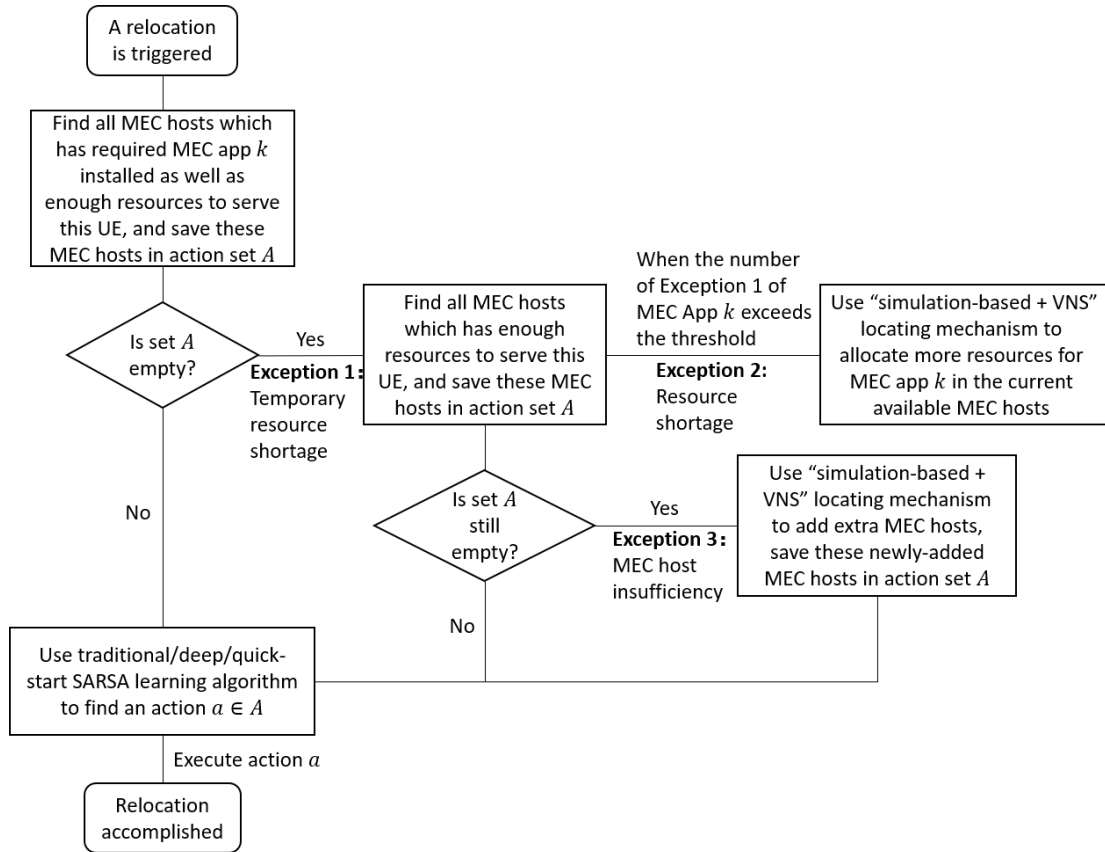 A relocation
is triggered
Find all MEC hosts which
has required MEC app k
installed as well as
enough resources to serve
this UE, and save these
MEC hosts in action set A
Is set A
empty?
Yes
Exception 1:
Temporary
resource
shortage
No
Find all MEC hosts
which has enough
resources to serve this
UE, and save these MEC
hosts in action set A
When the number
of Exception 1 of
MEC App k exceeds
the threshold
Exception 2:
Resource
shortage
Use “simulation-based + VNS”
locating mechanism to
allocate more resources for
MEC app k in the current
available MEC hosts
Is set A
still
empty?
Yes
Exception 3:
MEC host
insufficiency
No
Use “simulation-based +
VNS” locating mechanism
to add extra MEC hosts,
save these newly-added
MEC hosts in action set A
Use traditional/deep/quick-
start SARSA learning algorithm
to find an action a ∈ A
Execute action a
Relocation
accomplished